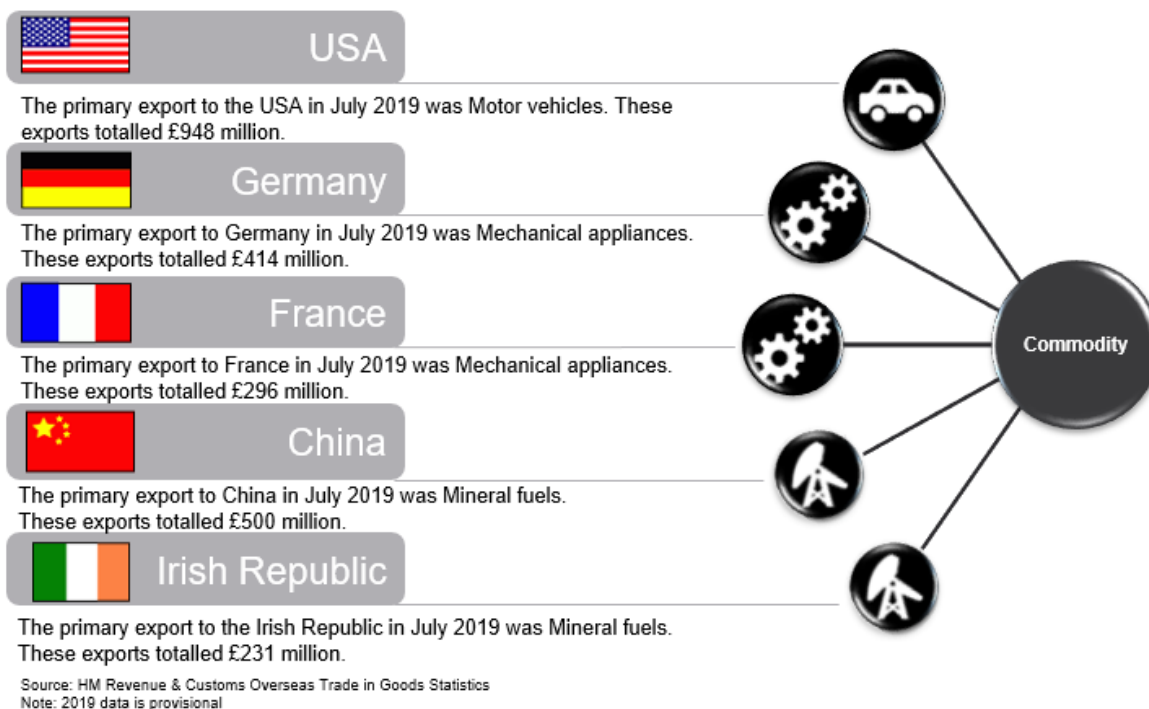 USA
The primary export to the USA in July 2019 was Motor vehicles. These
exports totalled £948 million.
Germany
The primary export to Germany in July 2019 was Mechanical appliances.
These exports totalled £414 million.
France
The primary export to France in July 2019 was Mechanical appliances.
These exports totalled £296 million.
Commodity
China
The primary export to China in July 2019 was Mineral fuels.
These exports totalled £500 million.
Irish Republic
The primary export to the Irish Republic in July 2019 was Mineral fuels.
These exports totalled £231 million.
Source: HM Revenue & Customs Overseas Trade in Goods Statistics
Note: 2019 data is provisional